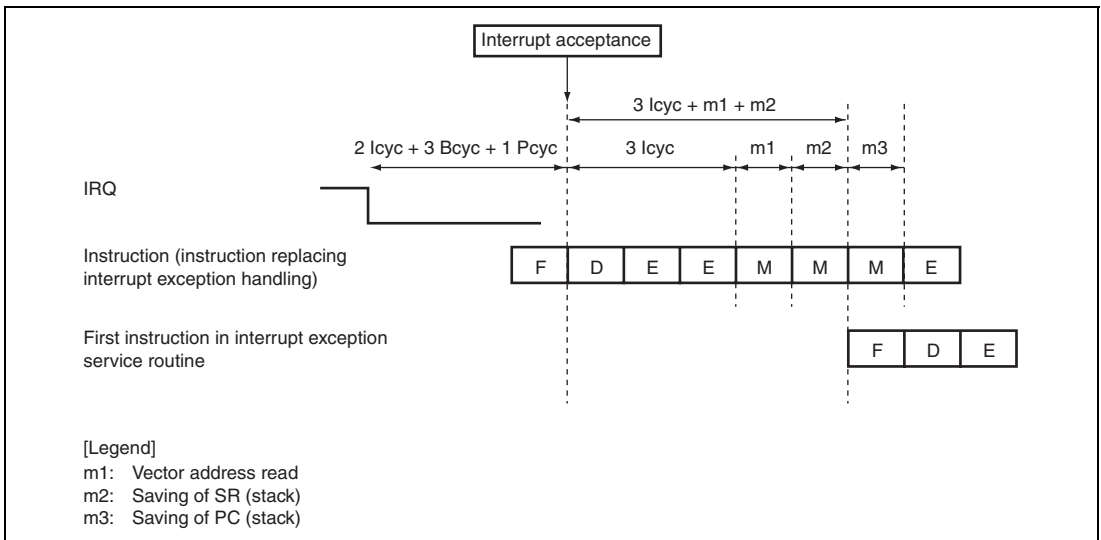 Interrupt acceptance
3 Icyc + m1 + m2
2 Icyc + 3 Bcyc + 1 Pcyc 3 Icyc m1 m2 m3
IRQ
Instruction (instruction replacing
interrupt exception handling)
F D E E M M M E
First instruction in interrupt exception
service routine
F D E
[Legend]
m1: Vector address read
m2: Saving of SR (stack)
m3: Saving of PC (stack)